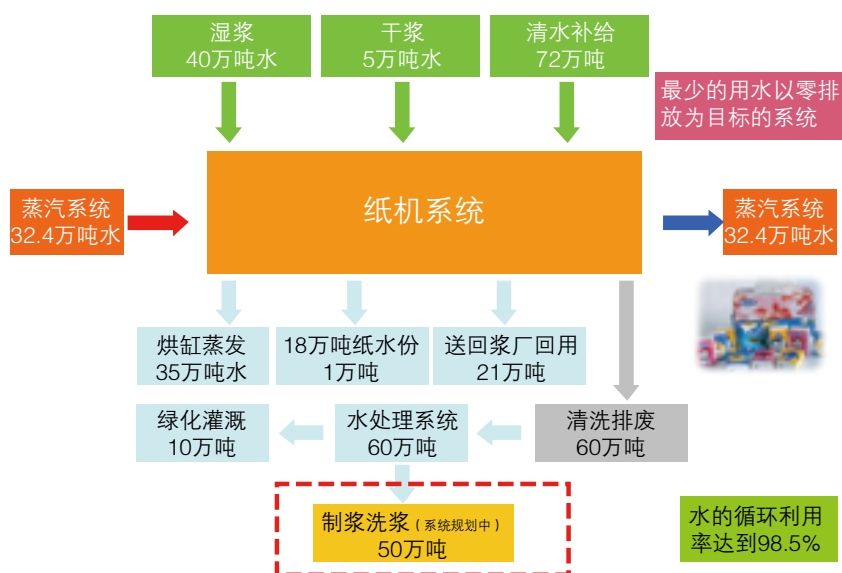 湿浆
40万吨水
干浆
5万吨水
清水补给
72万吨
最少的用水以零排
放为目标的系统
蒸汽系统
32.4万吨水
纸机系统
蒸汽系统
32.4万吨水
烘缸蒸发
35万吨水
18万吨纸水份
1万吨
送回浆厂回用
21万吨
绿化灌溉
10万吨
水处理系统
60万吨
清洗排废
60万吨
制浆洗浆（系统规划中）
50万吨
水的循环利用
率达到98.5%